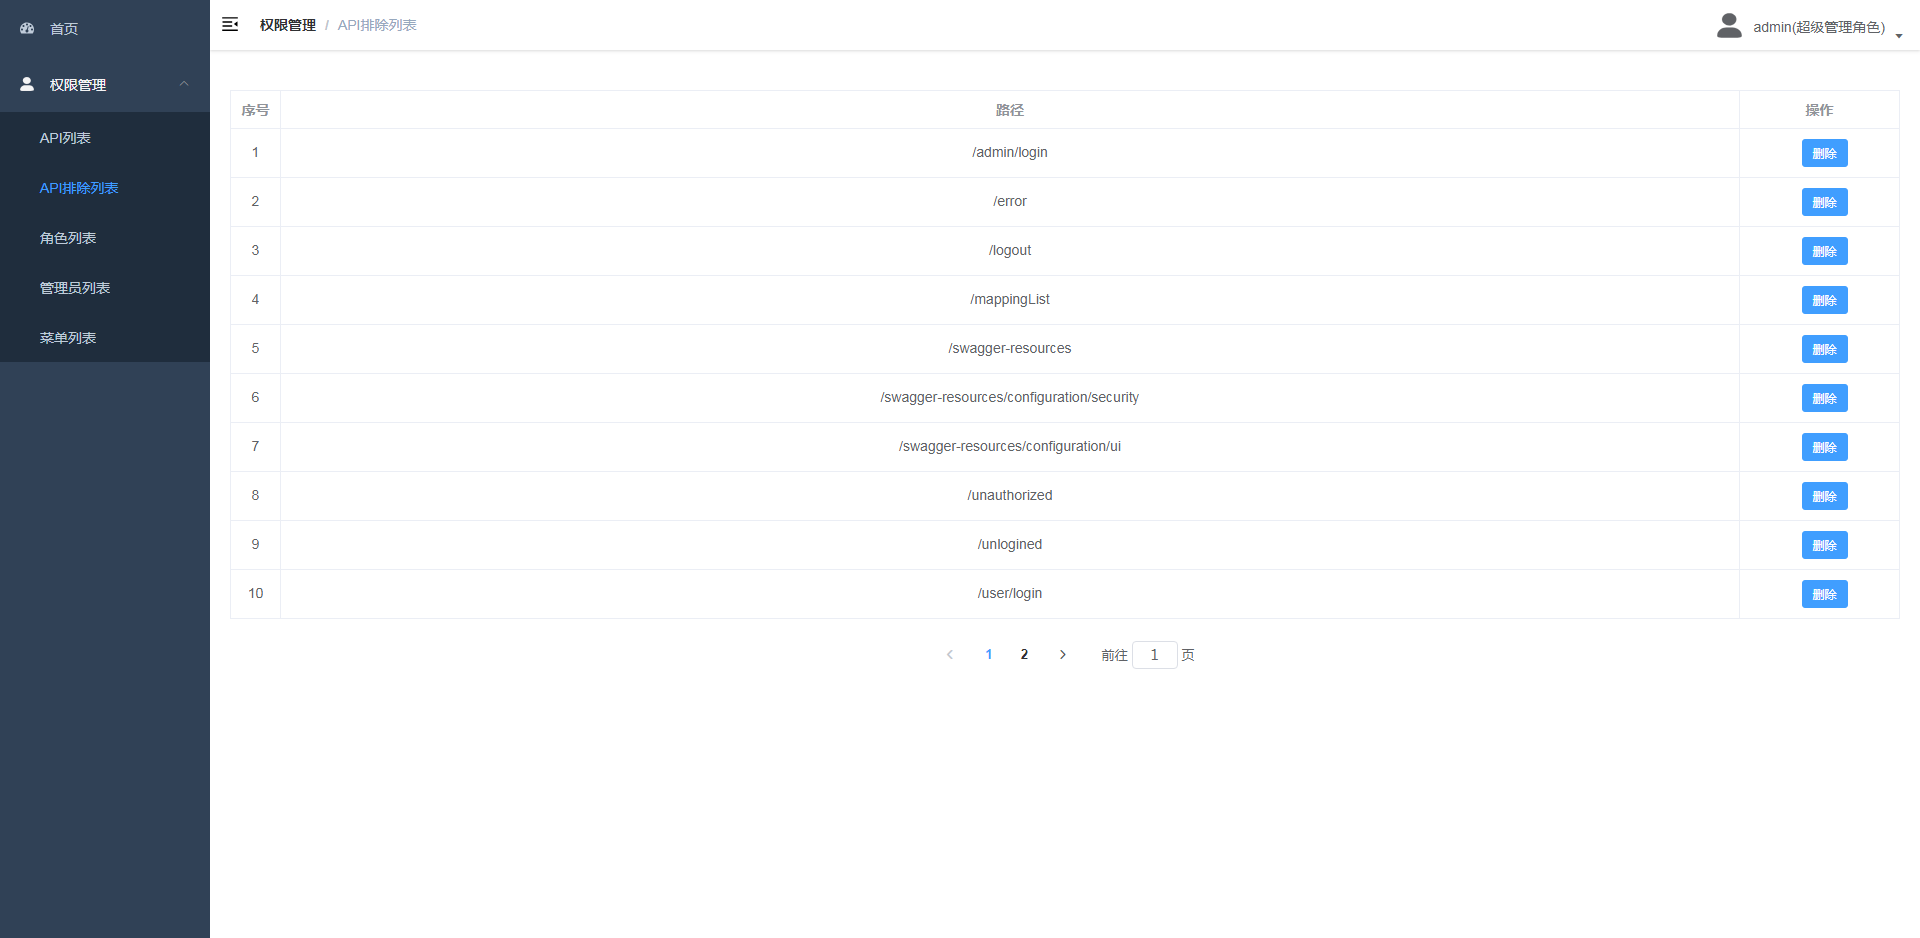 首页
权限管理
API列表
API排除列表
角色列表
管理员列表
菜单列表
权限管理 / API排除列表
admin(超级管理角色)
序号 路径 操作
1 /admin/login 删除
2 /error 删除
3 /logout 删除
4 /mappingList 删除
5 /swagger-resources 删除
6 /swagger-resources/configuration/security 删除
7 /swagger-resources/configuration/ui 删除
8 /unauthorized 删除
9 /unlogined 删除
10 /user/login 删除
1 2 前往 1 页